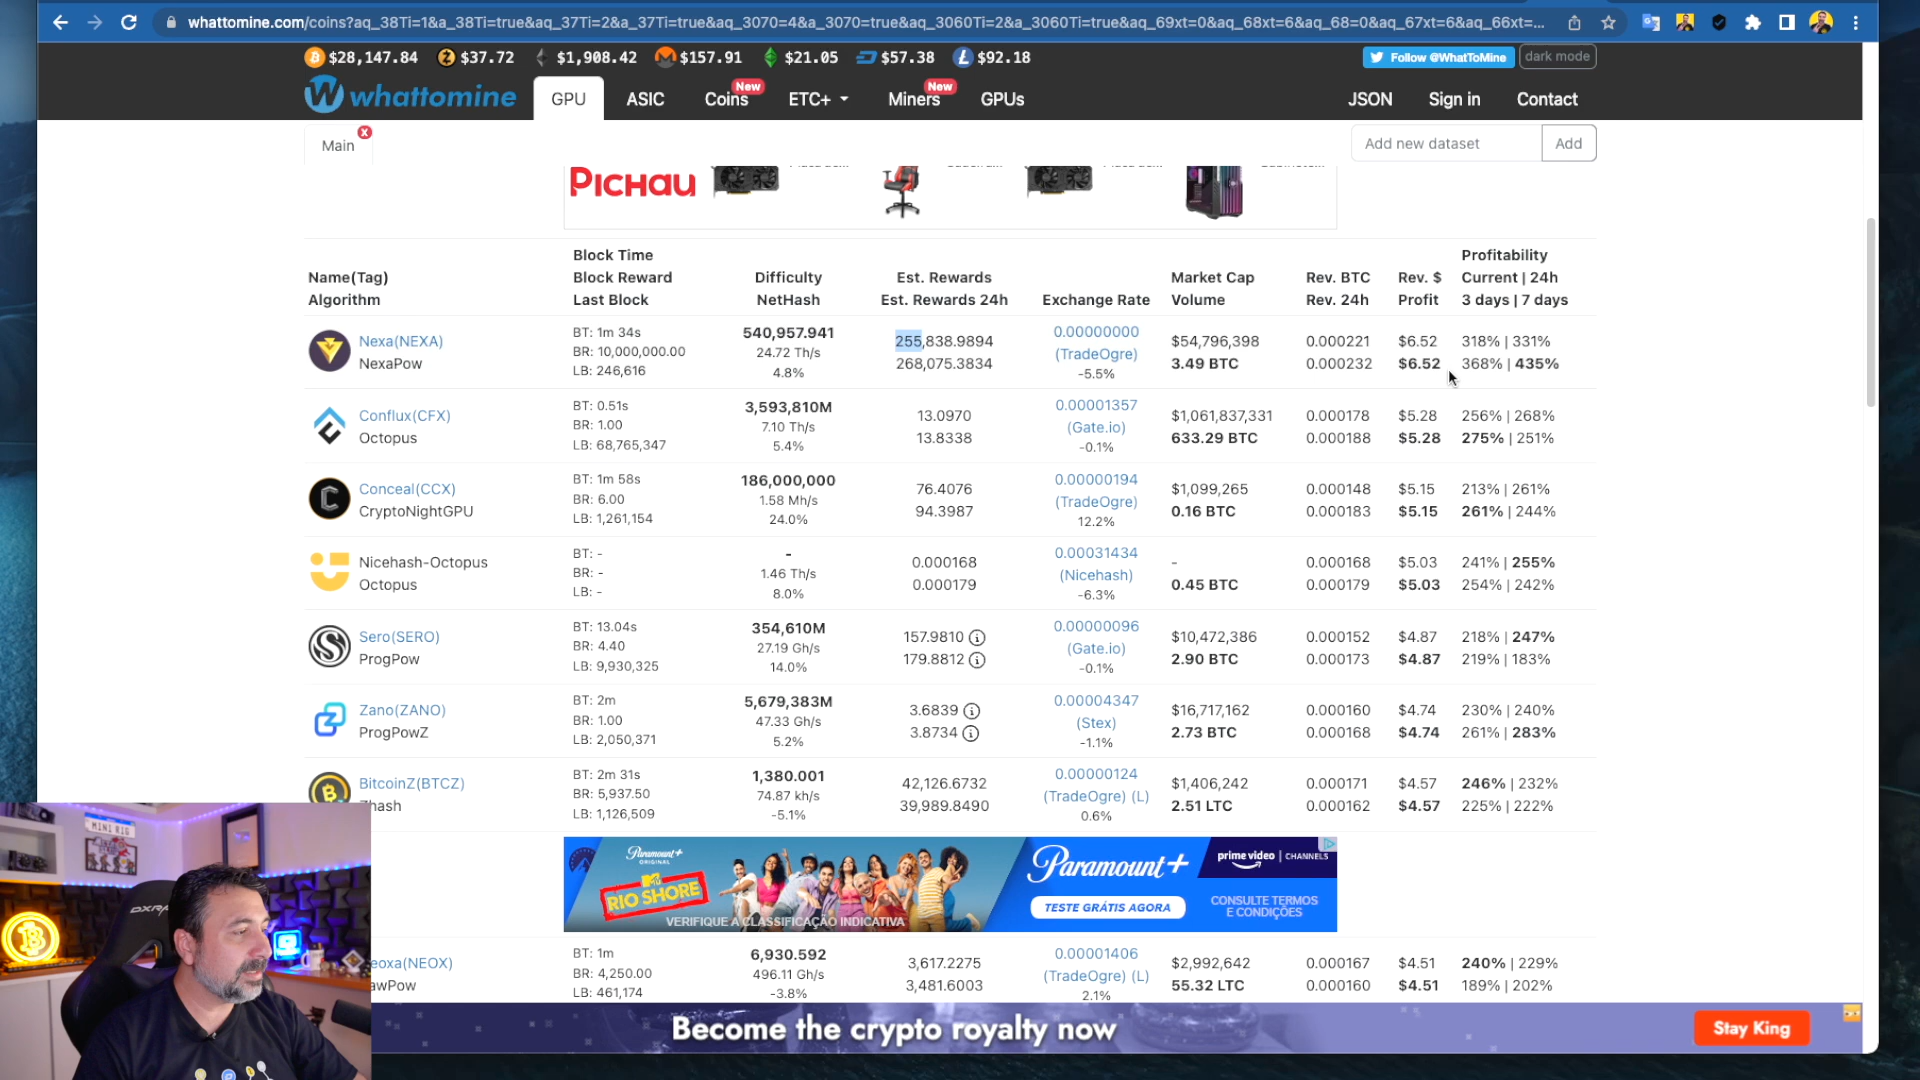 whattomine.com/coins?aq_38Ti=1&a_38Ti=true&aq_37Ti=2&a_37Ti=true&aq_3070=4&a_3070=true&aq_3060Ti=2&a_3060Ti=true&aq_69xt=0&aq_68xt=6&aq_68=0&aq_67xt=6&aq_66xt=...
$28,147.84 $37.72 $1,908.42 $157.91 $21.05 $57.38 $92.18 Follow @WhatToMine dark mode
whattomine GPU ASIC Coins New ETC+ Miners New GPUs JSON Sign in Contact
Main x Add new dataset Add
PICHAU
Name(Tag)
Algorithm
Block Time
Block Reward
Last Block
Difficulty
NetHash
Est. Rewards
Est. Rewards 24h
Exchange Rate
Market Cap
Volume
Rev. BTC
Rev. 24h
Rev. $
Profit
Profitability
Current | 24h
3 days | 7 days
Nexa(NEXA)
NexaPow
BT: 1m 34s
BR: 10,000,000.00
LB: 246,616
540,957.941
24.72 Th/s
4.8%
255,838.9894
268,075.3834
0.00000000
(TradeOgre)
-5.5%
$54,796,398
3.49 BTC
0.000221
0.000232
$6.52
$6.52
318% | 331%
368% | 435%
Conflux(CFX)
Octopus
BT: 0.51s
BR: 1.00
LB: 68,765,347
3,593,810M
7.10 Th/s
5.4%
13.0970
13.8338
0.00001357
(Gate.io)
-0.1%
$1,061,837,331
633.29 BTC
0.000178
0.000188
$5.28
$5.28
256% | 268%
275% | 251%
Conceal(CCX)
CryptoNightGPU
BT: 1m 58s
BR: 6.00
LB: 1,261,154
186,000,000
1.58 Mh/s
24.0%
76.4076
94.3987
0.00000194
(TradeOgre)
12.2%
$1,099,265
0.16 BTC
0.000148
0.000183
$5.15
$5.15
213% | 261%
261% | 244%
Nicehash-Octopus
Octopus
BT: -
BR: -
LB: -
-
1.46 Th/s
8.0%
0.000168
0.000179
0.00031434
(Nicehash)
-6.3%
-
0.45 BTC
0.000168
0.000179
$5.03
$5.03
241% | 255%
254% | 242%
Sero(SERO)
ProgPow
BT: 13.04s
BR: 4.40
LB: 9,930,325
354,610M
27.19 Gh/s
14.0%
157.9810
179.8812
0.00000096
(Gate.io)
-0.1%
$10,472,386
2.90 BTC
0.000152
0.000173
$4.87
$4.87
218% | 247%
219% | 183%
Zano(ZANO)
ProgPowZ
BT: 2m
BR: 1.00
LB: 2,050,371
5,679,383M
47.33 Gh/s
5.2%
3.6839
3.8734
0.00004347
(Stex)
-1.1%
$16,717,162
2.73 BTC
0.000160
0.000168
$4.74
$4.74
230% | 240%
261% | 283%
BitcoinZ(BTCZ)
Zhash
BT: 2m 31s
BR: 5,937.50
LB: 1,126,509
1,380.001
74.87 kh/s
-5.1%
42,126.6732
39,989.8490
0.00000124
(TradeOgre) (L)
0.6%
$1,406,242
2.51 LTC
0.000171
0.000162
$4.57
$4.57
246% | 232%
225% | 222%
Paramount+
ORIGINAL
MTV
RIO SHORE
VERIFIQUE A CLASSIFICAÇÃO INDICATIVA
Paramount+
TESTE GRÁTIS AGORA
prime video | CHANNELS
CONSULTE TERMOS
E CONDIÇÕES
eoxa(NEOX)
awPow
BT: 1m
BR: 4,250.00
LB: 461,174
6,930.592
496.11 Gh/s
-3.8%
3,617.2275
3,481.6003
0.00001406
(TradeOgre) (L)
2.1%
$2,992,642
55.32 LTC
0.000167
0.000160
$4.51
$4.51
240% | 229%
189% | 202%
MINI RIG
DXRA
Become the crypto royalty now
Stay King